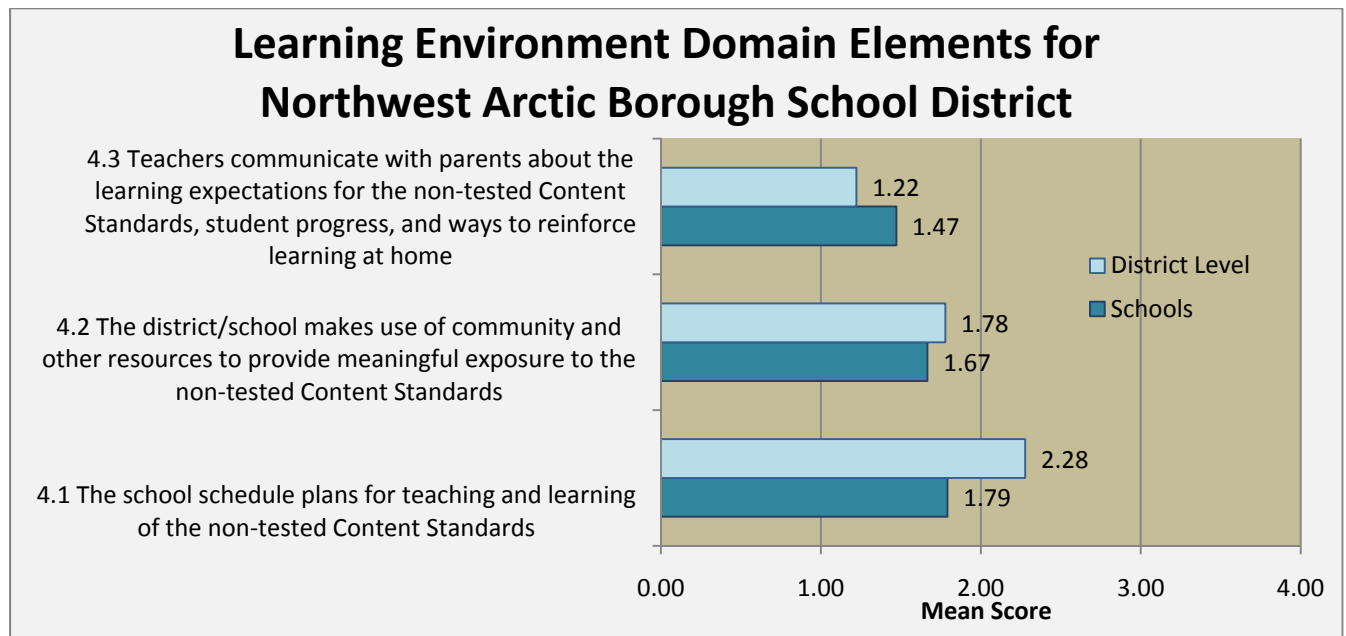 Learning Environment Domain Elements for
Northwest Arctic Borough School District
4.3 Teachers communicate with parents about the
learning expectations for the non-tested Content
Standards, student progress, and ways to reinforce
learning at home
1.22
1.47
District Level
Schools
4.2 The district/school makes use of community and
other resources to provide meaningful exposure to the
non-tested Content Standards
1.78
1.67
4.1 The school schedule plans for teaching and learning
of the non-tested Content Standards
2.28
1.79
0.00 1.00 2.00 3.00 4.00
Mean Score